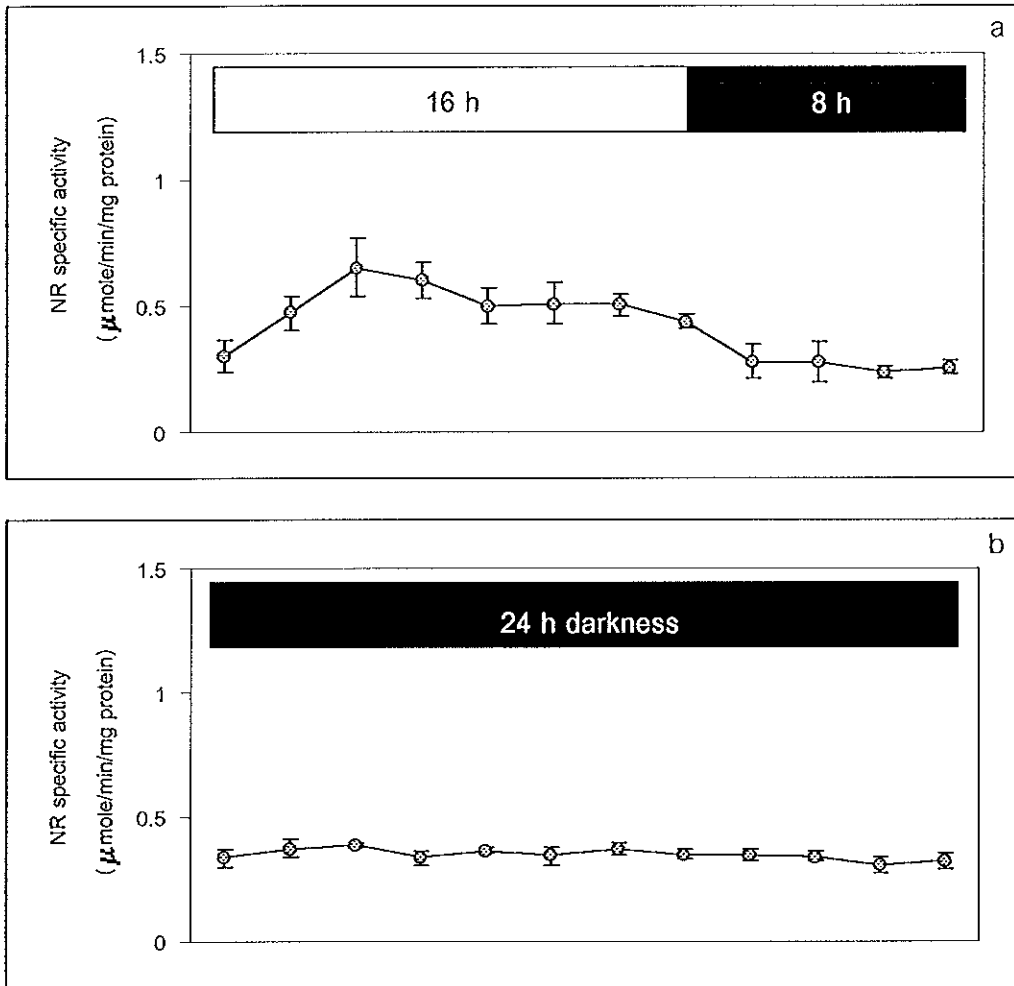 a
1.5
16 h
8 h
1
0.5
0
NR specific activity
(μmole/min/mg protein)
b
1.5
24 h darkness
1
0.5
0
NR specific activity
(μmole/min/mg protein)